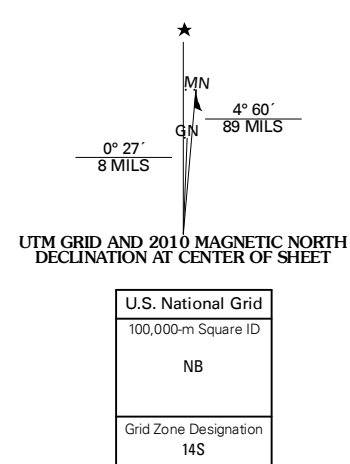 MN
4° 60´
89 MILS
GN
0° 27´
8 MILS
UTM GRID AND 2010 MAGNETIC NORTH
DECLINATION AT CENTER OF SHEET
U.S. National Grid
100,000-m Square ID
NB
Grid Zone Designation
14S